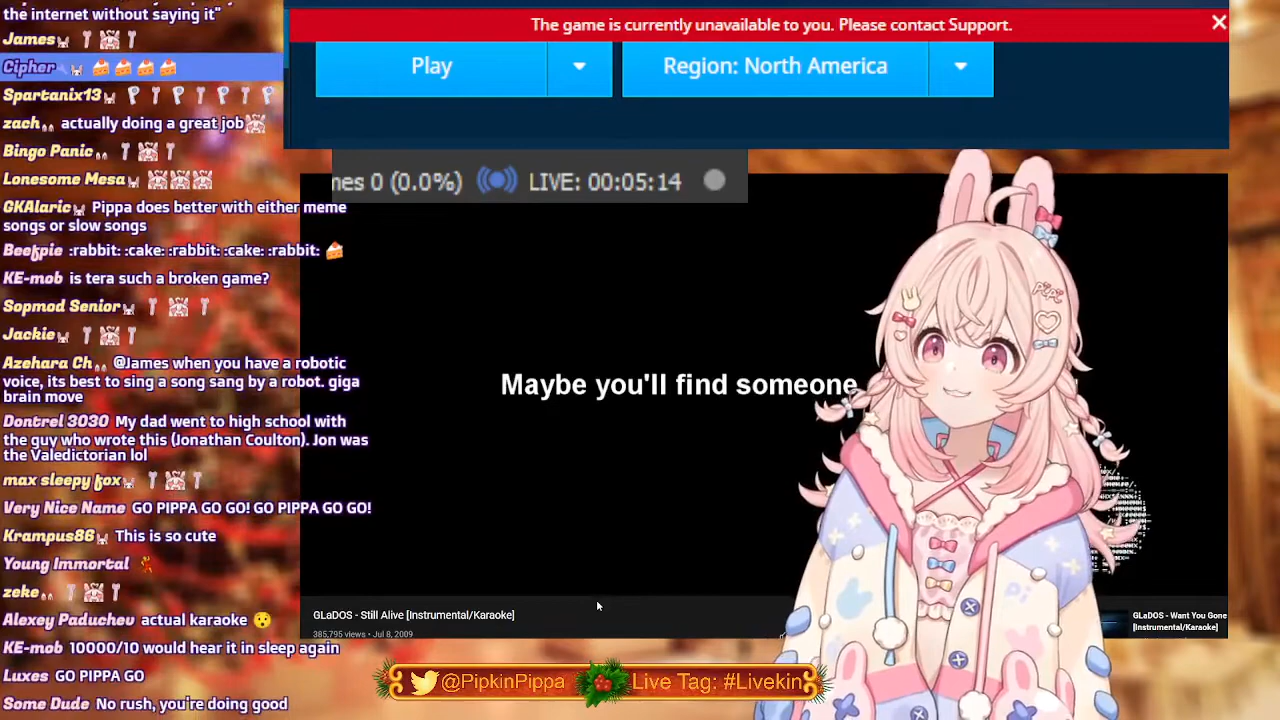 the internet without saying it"
James
Cipher
Spartanix13
zach actually doing a great job
Bingo Panic
Lonesome Mesa
GKAlaric Pippa does better with either meme
songs or slow songs
Beefpie :rabbit: :cake: :rabbit: :cake: :rabbit: 🍰
KE-mob is tera such a broken game?
Sopmod Senior
Jackie
Azehara Ch @James when you have a robotic
voice, its best to sing a song sang by a robot. giga
brain move
Dontrel 3030 My dad went to high school with
the guy who wrote this (Jonathan Coulton). Jon was
the Valedictorian lol
max sleepy fox
Very Nice Name GO PIPPA GO GO! GO PIPPA GO GO!
Krampus86 This is so cute
Young Immortal
zeke
Alexey Paduchev actual karaoke 😯
KE-mob 10000/10 would hear it in sleep again
Luxes GO PIPPA GO
Some Dude No rush, you're doing good
The game is currently unavailable to you. Please contact Support.
Play
Region: North America
mes 0 (0.0%) LIVE: 00:05:14
Pipi
Maybe you'll find someone
GLaDOS - Still Alive [Instrumental/Karaoke]
385,795 views • Jul 8, 2009
GLaDOS - Want You Gone
[Instrumental/Karaoke]
@PipkinPippa Live Tag: #Livekin